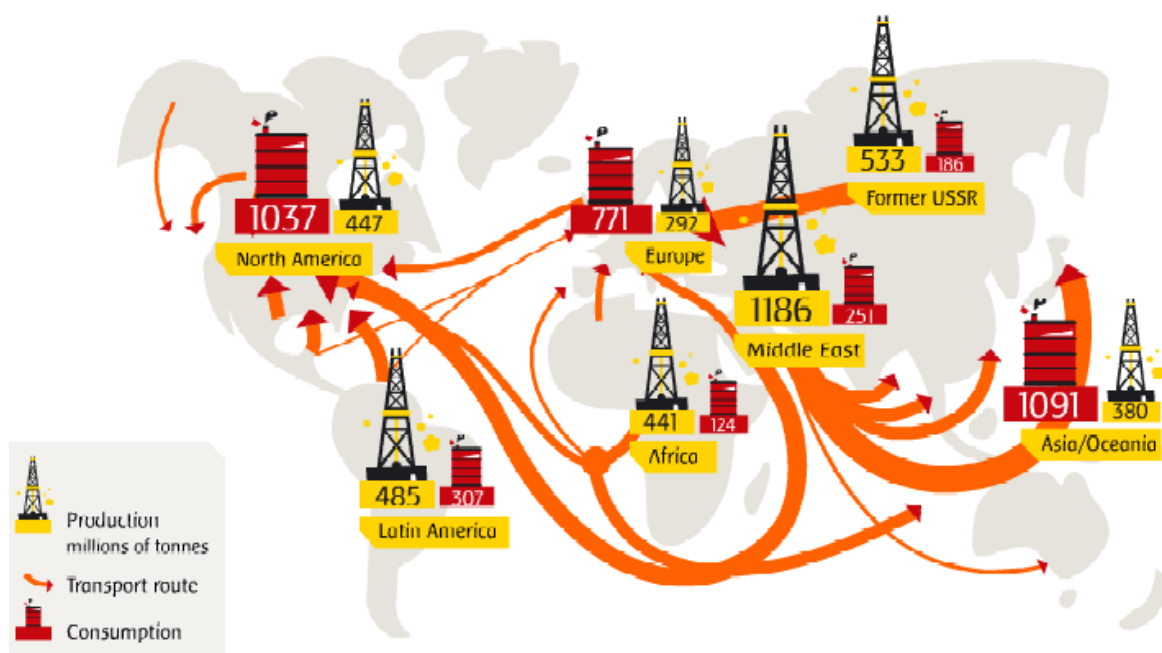 533
186
Former USSR
1037
447
North America
771
292
Europe
1186
251
Middle East
1091
380
Asia/Oceania
441
124
Africa
485
307
Latin America
Production
millions of tonnes
Transport route
Consumption